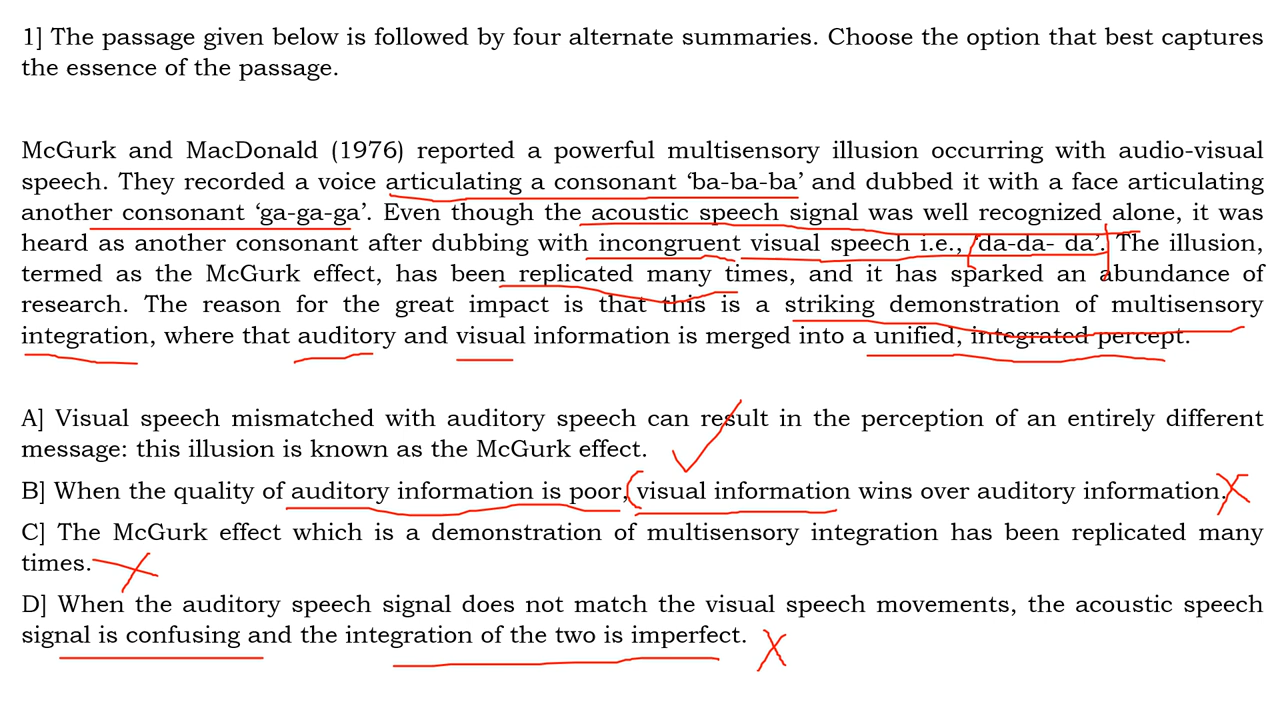 1] The passage given below is followed by four alternate summaries. Choose the option that best captures
the essence of the passage.
McGurk and MacDonald (1976) reported a powerful multisensory illusion occurring with audio-visual
speech. They recorded a voice articulating a consonant ‘ba-ba-ba’ and dubbed it with a face articulating
another consonant ‘ga-ga-ga’. Even though the acoustic speech signal was well recognized alone, it was
heard as another consonant after dubbing with incongruent visual speech i.e., ‘da-da- da’. The illusion,
termed as the McGurk effect, has been replicated many times, and it has sparked an abundance of
research. The reason for the great impact is that this is a striking demonstration of multisensory
integration, where that auditory and visual information is merged into a unified, integrated percept.
A] Visual speech mismatched with auditory speech can result in the perception of an entirely different
message: this illusion is known as the McGurk effect.
B] When the quality of auditory information is poor, visual information wins over auditory information.
C] The McGurk effect which is a demonstration of multisensory integration has been replicated many
times.
D] When the auditory speech signal does not match the visual speech movements, the acoustic speech
signal is confusing and the integration of the two is imperfect.